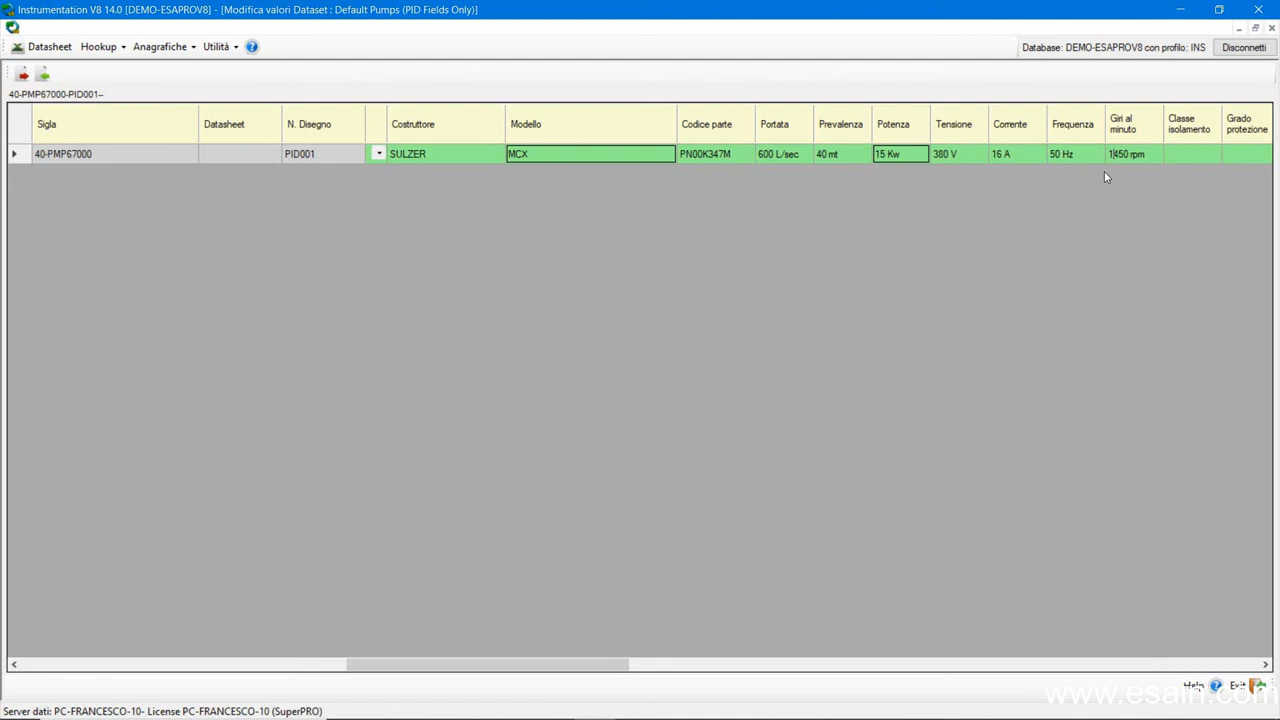 Instrumentation V8 14.0 [DEMO-ESAPROV8] - [Modifica valori Dataset : Default Pumps (PID Fields Only)]
Datasheet Hookup Anagrafiche Utilità Database: DEMO-ESAPROV8 con profilo: INS Disconnetti
40-PMP67000-PID001--
Sigla Datasheet N. Disegno Costruttore Modello Codice parte Portata Prevalenza Potenza Tensione Corrente Frequenza Giri al minuto Classe isolamento Grado protezione
40-PMP67000 PID001 SULZER MCX PN00K347M 600 L/sec 40 mt 15 Kw 380 V 16 A 50 Hz 1450 rpm
Help Exit
www.esain.com
Server dati: PC-FRANCESCO-10- License PC-FRANCESCO-10 (SuperPRO)